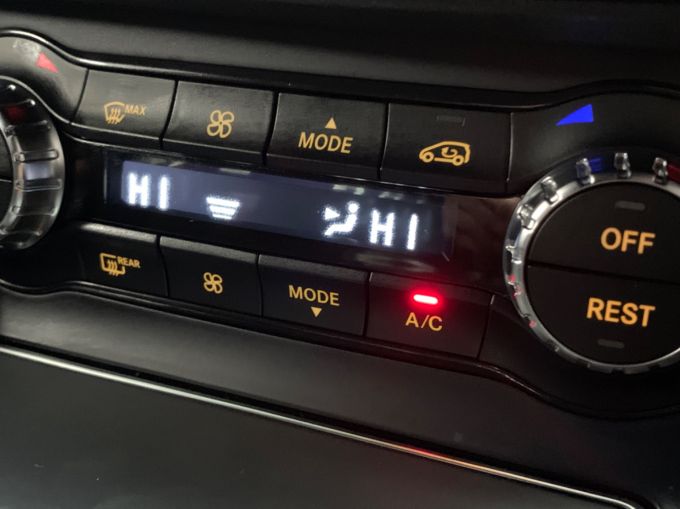 MAX
MODE
HI
HI
OFF
REST
REAR
MODE
A/C